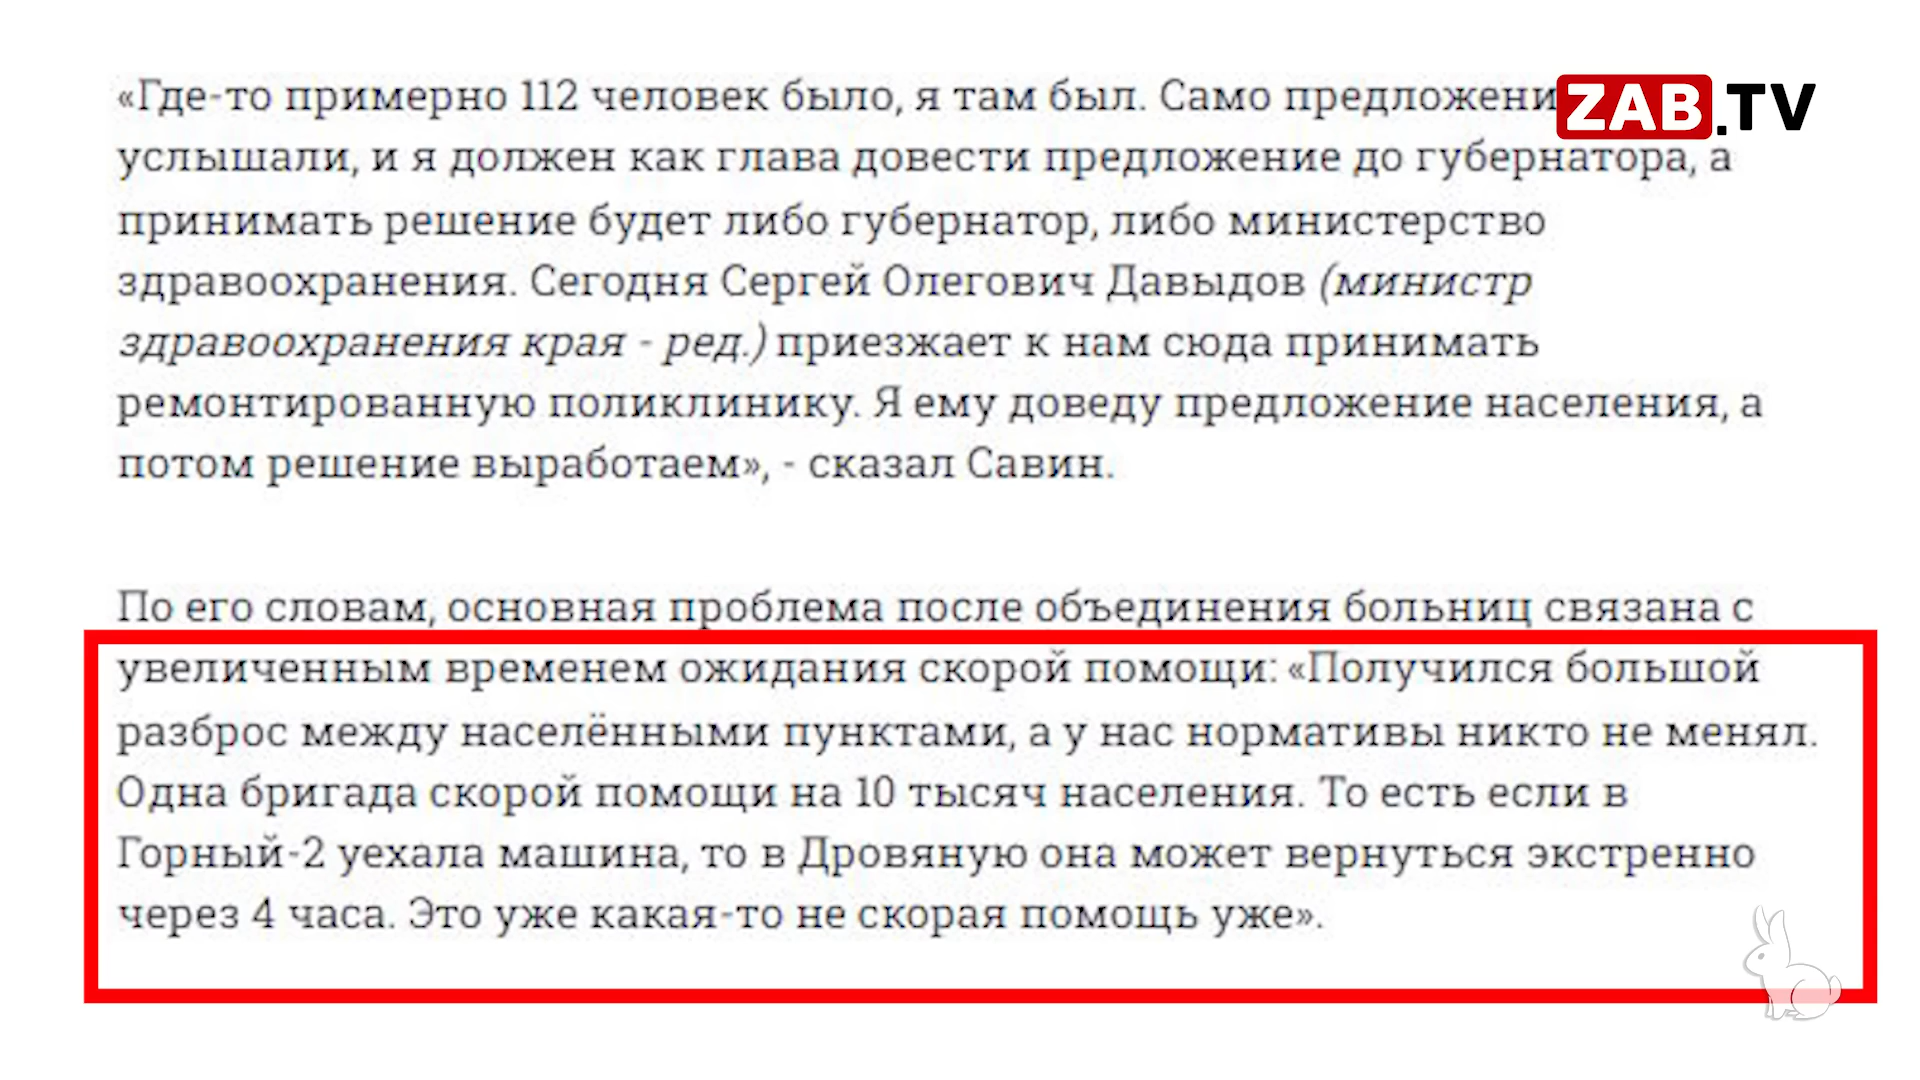 «Где-то примерно 112 человек было, я там был. Само предложени
ZAB.TV
услышали, и я должен как глава довести предложение до губернатора, а
принимать решение будет либо губернатор, либо министерство
здравоохранения. Сегодня Сергей Олегович Давыдов (министр
здравоохранения края - ред.) приезжает к нам сюда принимать
ремонтированную поликлинику. Я ему доведу предложение населения, а
потом решение выработаем», - сказал Савин.
По его словам, основная проблема после объединения больниц связана с
увеличенным временем ожидания скорой помощи: «Получился большой
разброс между населёнными пунктами, а у нас нормативы никто не менял.
Одна бригада скорой помощи на 10 тысяч населения. То есть если в
Горный-2 уехала машина, то в Дровяную она может вернуться экстренно
через 4 часа. Это уже какая-то не скорая помощь уже».